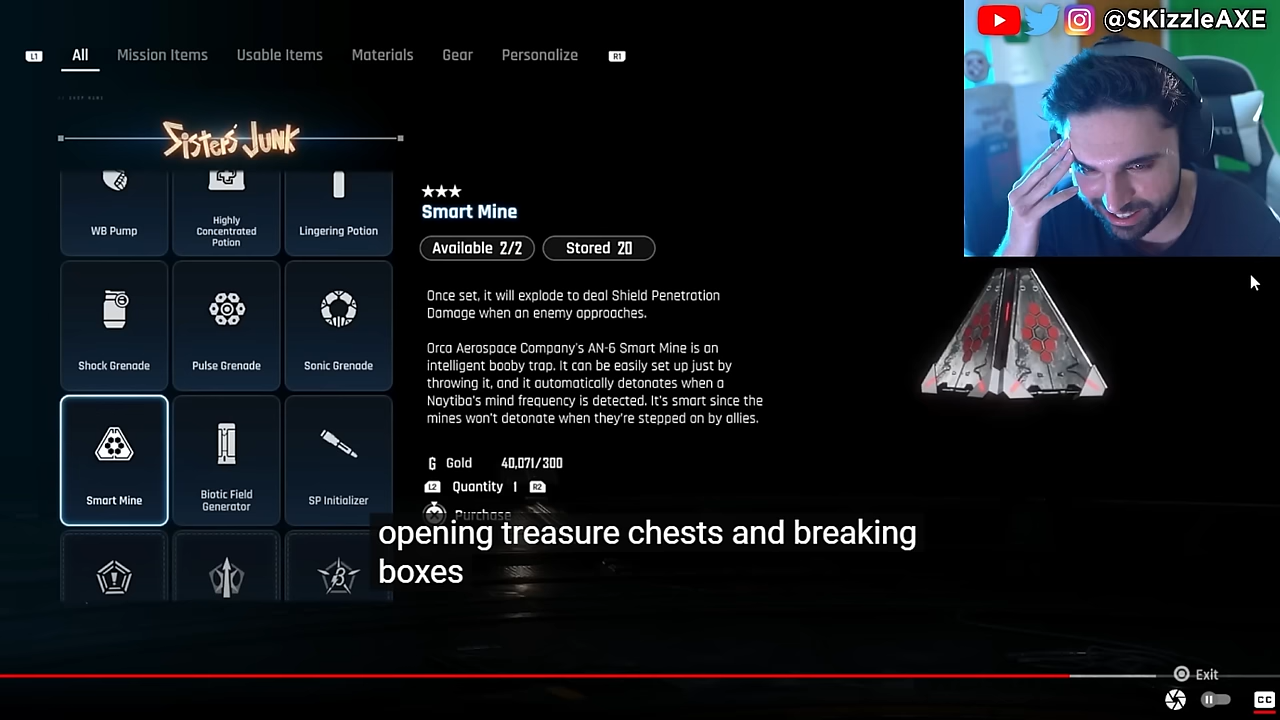 @SKizzleAXE
L1
All
Mission Items
Usable Items
Materials
Gear
Personalize
R1
Sisters' Junk
WB Pump
Highly
Concentrated
Potion
Lingering Potion
Shock Grenade
Pulse Grenade
Sonic Grenade
Smart Mine
Biotic Field
Generator
SP Initializer
★★★
Smart Mine
Available 2/2
Stored 20
Once set, it will explode to deal Shield Penetration
Damage when an enemy approaches.
Orca Aerospace Company's AN-6 Smart Mine is an
intelligent booby trap. It can be easily set up just by
throwing it, and it automatically detonates when a
Naytiba's mind frequency is detected. It's smart since the
mines won't detonate when they're stepped on by allies.
G Gold 40,071/300
L2 Quantity 1 R2
Purchase
opening treasure chests and breaking
boxes
Exit
CC